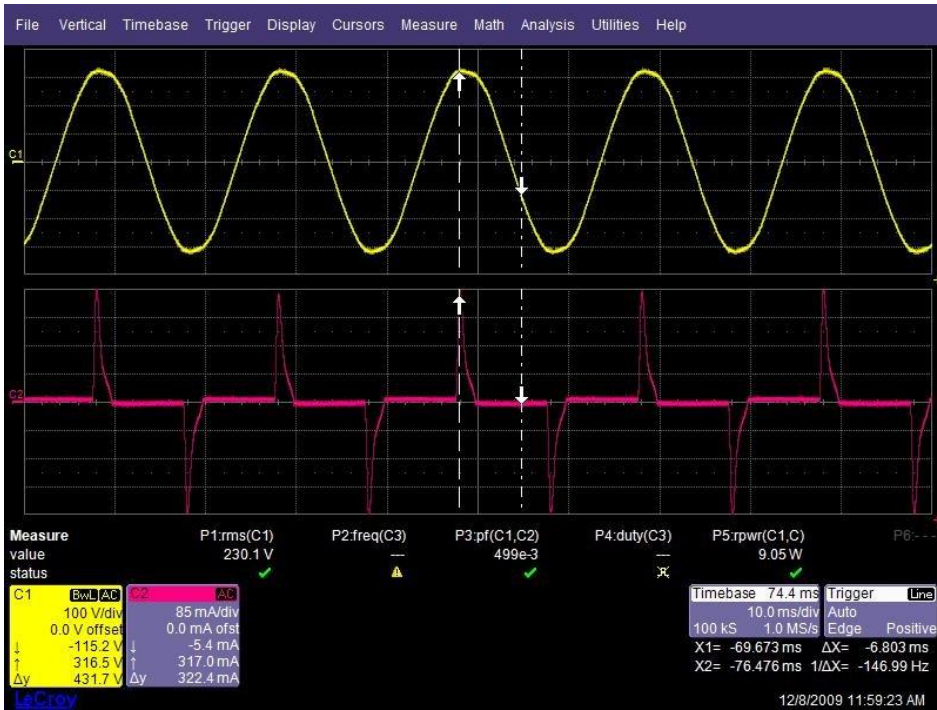 File Vertical Timebase Trigger Display Cursors Measure Math Analysis Utilities Help
C1
C2
Measure P1:rms(C1) P2:freq(C3) P3:pf(C1,C2) P4:duty(C3) P5:rpwr(C1,C) P6:- - -
value 230.1 V --- 499e-3 --- 9.05 W
status
C1 BwL AC
100 V/div
0.0 V offset
↓ -115.2 V
↑ 316.5 V
Δy 431.7 V
C2 AC
85 mA/div
0.0 mA ofst
↓ -5.4 mA
↑ 317.0 mA
Δy 322.4 mA
Timebase 74.4 ms
10.0 ms/div
100 kS 1.0 MS/s
Trigger Line
Auto
Edge Positive
X1= -69.673 ms ΔX= -6.803 ms
X2= -76.476 ms 1/ΔX= -146.99 Hz
LeCroy
12/8/2009 11:59:23 AM